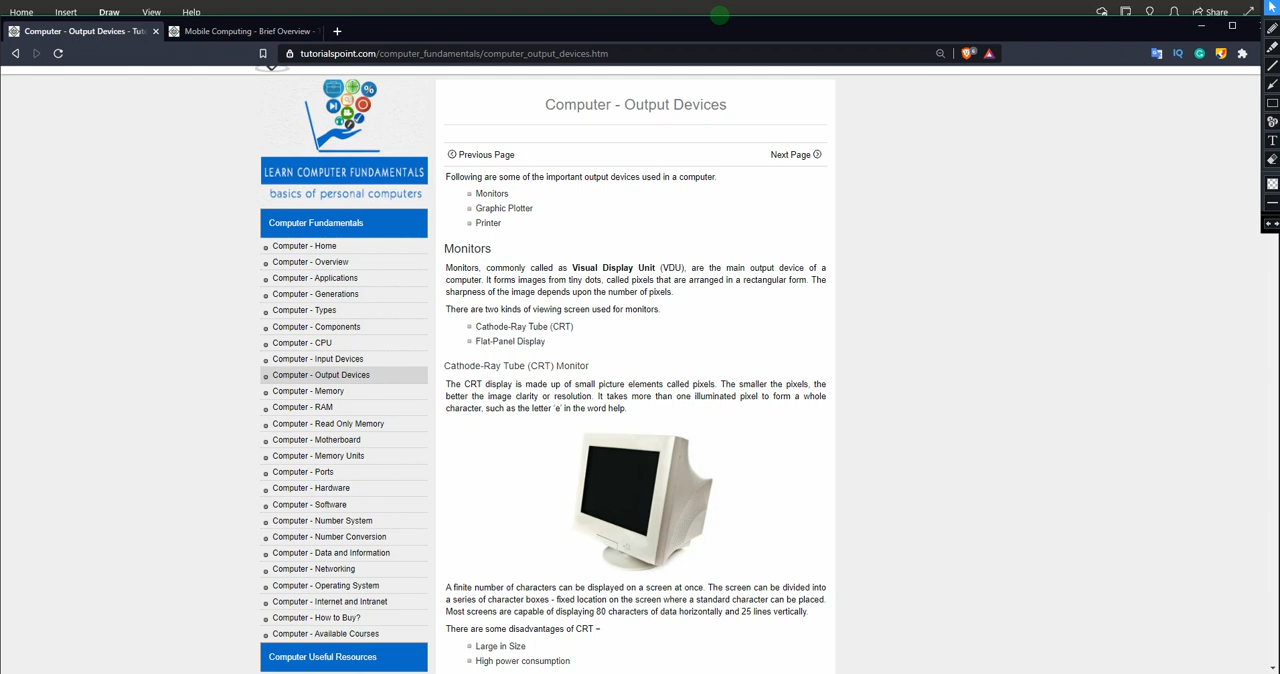 Home Insert Draw View Help Share
Computer - Output Devices - Tuto
Mobile Computing - Brief Overview -
tutorialspoint.com/computer_fundamentals/computer_output_devices.htm
IQ
T
LEARN COMPUTER FUNDAMENTALS
basics of personal computers
Computer Fundamentals
Computer - Home
Computer - Overview
Computer - Applications
Computer - Generations
Computer - Types
Computer - Components
Computer - CPU
Computer - Input Devices
Computer - Output Devices
Computer - Memory
Computer - RAM
Computer - Read Only Memory
Computer - Motherboard
Computer - Memory Units
Computer - Ports
Computer - Hardware
Computer - Software
Computer - Number System
Computer - Number Conversion
Computer - Data and Information
Computer - Networking
Computer - Operating System
Computer - Internet and Intranet
Computer - How to Buy?
Computer - Available Courses
Computer Useful Resources
Computer - Output Devices
Previous Page Next Page
Following are some of the important output devices used in a computer.
Monitors
Graphic Plotter
Printer
Monitors
Monitors, commonly called as Visual Display Unit (VDU), are the main output device of a
computer. It forms images from tiny dots, called pixels that are arranged in a rectangular form. The
sharpness of the image depends upon the number of pixels.
There are two kinds of viewing screen used for monitors.
Cathode-Ray Tube (CRT)
Flat-Panel Display
Cathode-Ray Tube (CRT) Monitor
The CRT display is made up of small picture elements called pixels. The smaller the pixels, the
better the image clarity or resolution. It takes more than one illuminated pixel to form a whole
character, such as the letter 'e' in the word help.
A finite number of characters can be displayed on a screen at once. The screen can be divided into
a series of character boxes - fixed location on the screen where a standard character can be placed.
Most screens are capable of displaying 80 characters of data horizontally and 25 lines vertically.
There are some disadvantages of CRT −
Large in Size
High power consumption